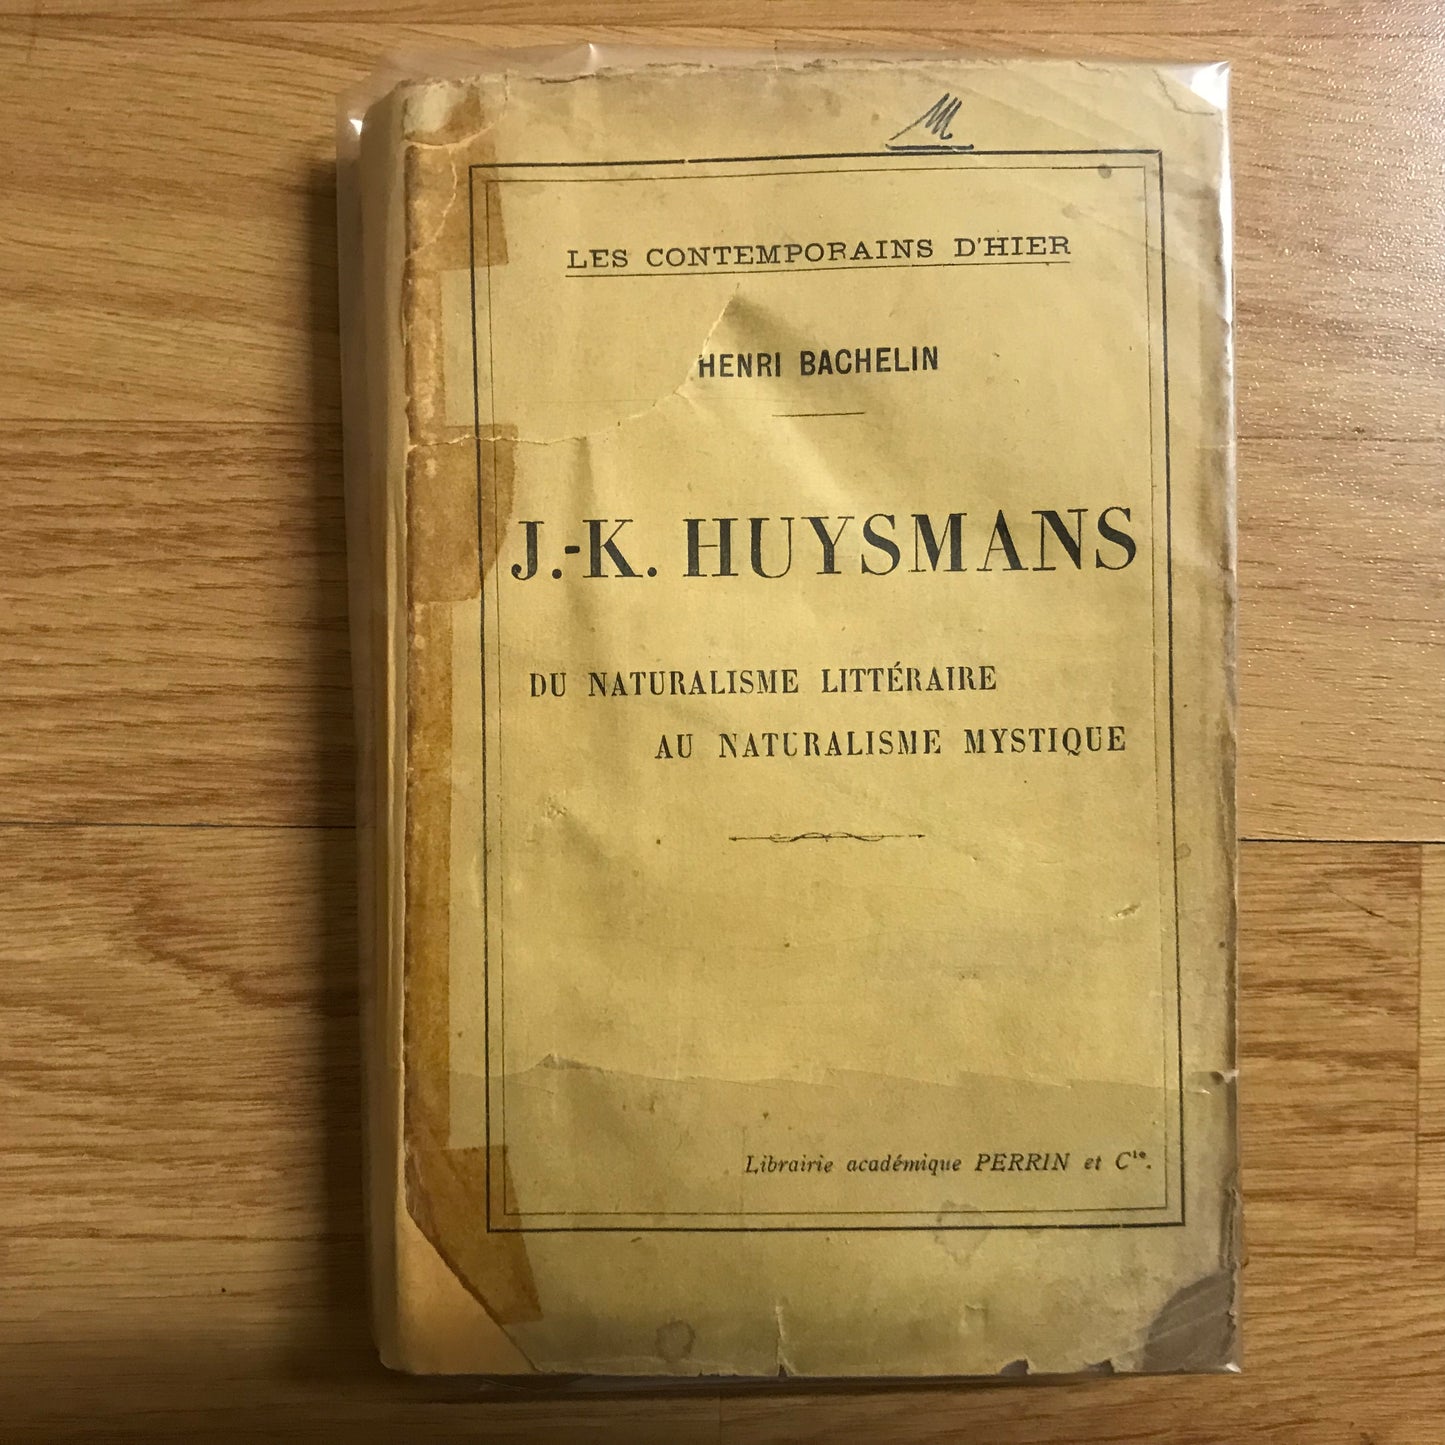 LES CONTEMPORAINS D'HIER
HENRI BACHELIN
J.-K. HUYSMANS
DU NATURALISME LITTÉRAIRE
AU NATURALISME MYSTIQUE
Librairie académique PERRIN et Cie.